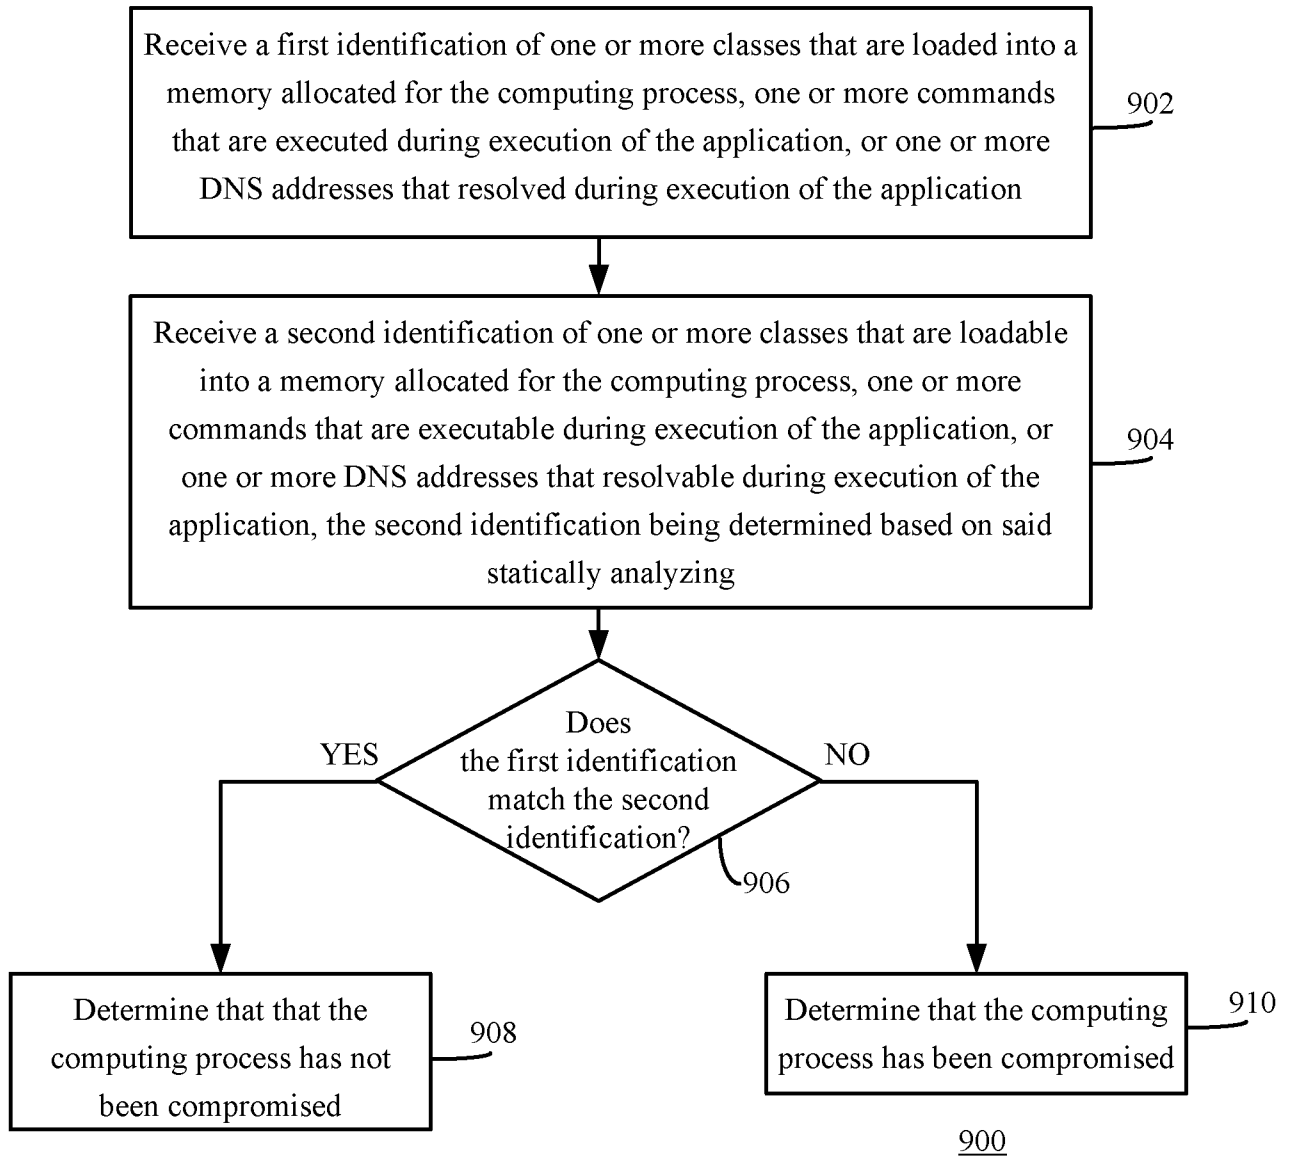 Receive a first identification of one or more classes that are loaded into a
memory allocated for the computing process, one or more commands
that are executed during execution of the application, or one or more
DNS addresses that resolved during execution of the application
902
Receive a second identification of one or more classes that are loadable
into a memory allocated for the computing process, one or more
commands that are executable during execution of the application, or
one or more DNS addresses that resolvable during execution of the
application, the second identification being determined based on said
statically analyzing
904
Does
the first identification
match the second
identification?
YES
NO
906
Determine that that the
computing process has not
been compromised
908
Determine that the computing
process has been compromised
910
900